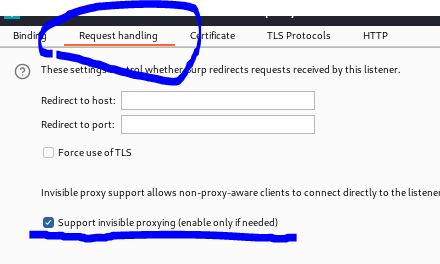 Binding Request handling Certificate TLS Protocols HTTP
These settings control whether Burp redirects requests received by this listener.
Redirect to host:
Redirect to port:
Force use of TLS
Invisible proxy support allows non-proxy-aware clients to connect directly to the listener
Support invisible proxying (enable only if needed)